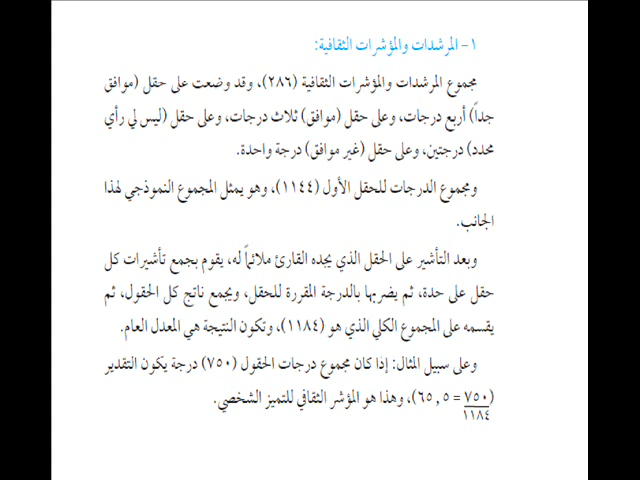 ١- المرشدات والمؤشرات الثقافية:
مجموع المرشدات والمؤشرات الثقافية (٢٨٦)، وقد وضعت على حقل (موافق
جداً) أربع درجات، وعلى حقل (موافق) ثلاث درجات، وعلى حقل (ليس لي رأي
محدد) درجتين، وعلى حقل (غير موافق) درجة واحدة.
ومجموع الدرجات للحقل الأول (١١٤٤)، وهو يمثل المجموع النموذجي لهذا
الجانب.
وبعد التأشير على الحقل الذي يجده القارئ ملائماً له، يقوم بجمع تأشيرات كل
حقل على حدة، ثم يضربها بالدرجة المقررة للحقل، ويجمع ناتج كل الحقول، ثم
يقسمه على المجموع الكلي الذي هو (١١٨٤)، وتكون النتيجة هي المعدل العام.
وعلى سبيل المثال: إذا كان مجموع درجات الحقول (٧٥٠) درجة يكون التقدير
(٧٥٠ = ٦٥,٥)، وهذا هو المؤشر الثقافي للتميز الشخصي.
١١٨٤